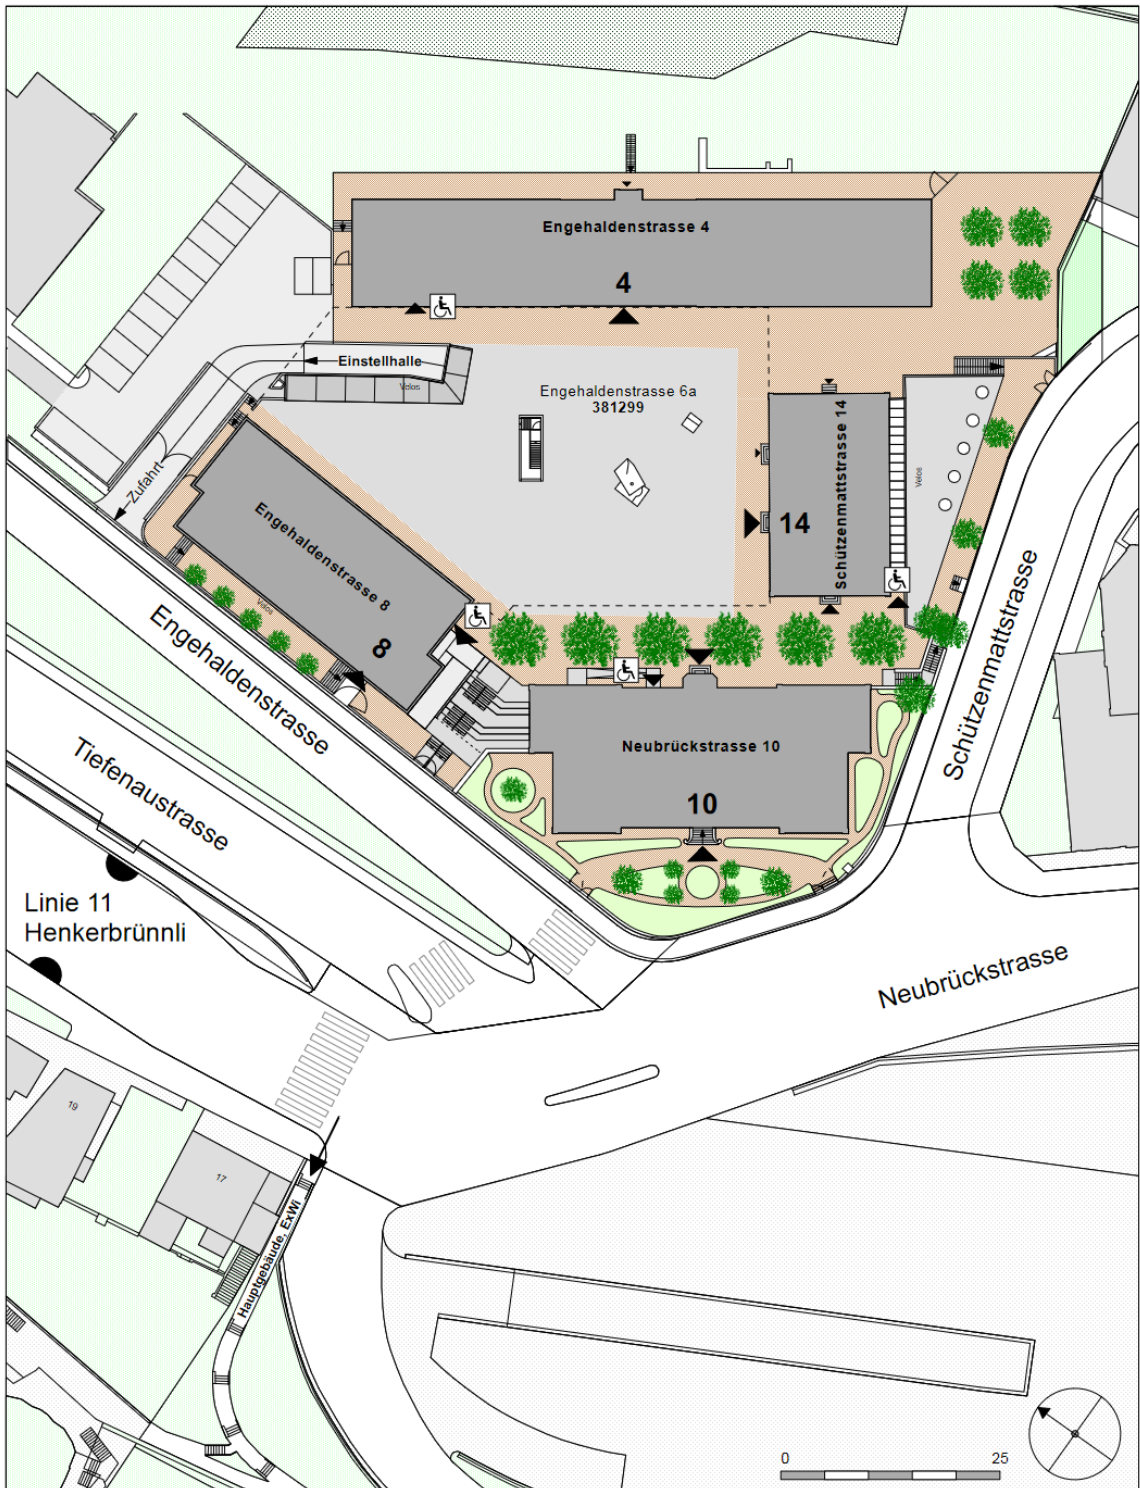 Engehaldenstrasse 4
4
Einstellhalle
Velos
Engehaldenstrasse 6a
381299
Zufahrt
Engehaldenstrasse 8
8
Velos
Schützenmattstrasse 14
14
Velos
Engehaldenstrasse
Tiefenaustrasse
Schützenmattstrasse
Neubrückstrasse 10
10
Linie 11
Henkerbrünnli
Neubrückstrasse
19
17
Hauptgebäude, ExWi
0
25